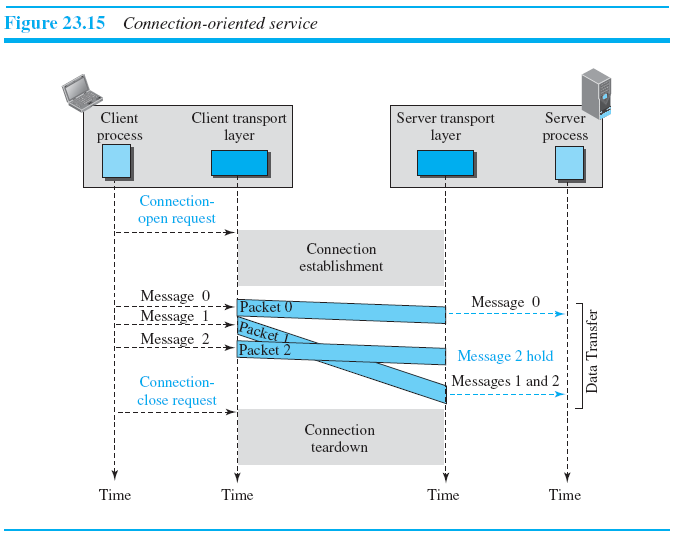 Figure 23.15 Connection-oriented service
Client
process
Client transport
layer
Server transport
layer
Server
process
Connection-
open request
Connection
establishment
Message 0
Message 1
Message 2
Packet 0
Packet 1
Packet 2
Message 0
Message 2 hold
Messages 1 and 2
Data Transfer
Connection-
close request
Connection
teardown
Time
Time
Time
Time